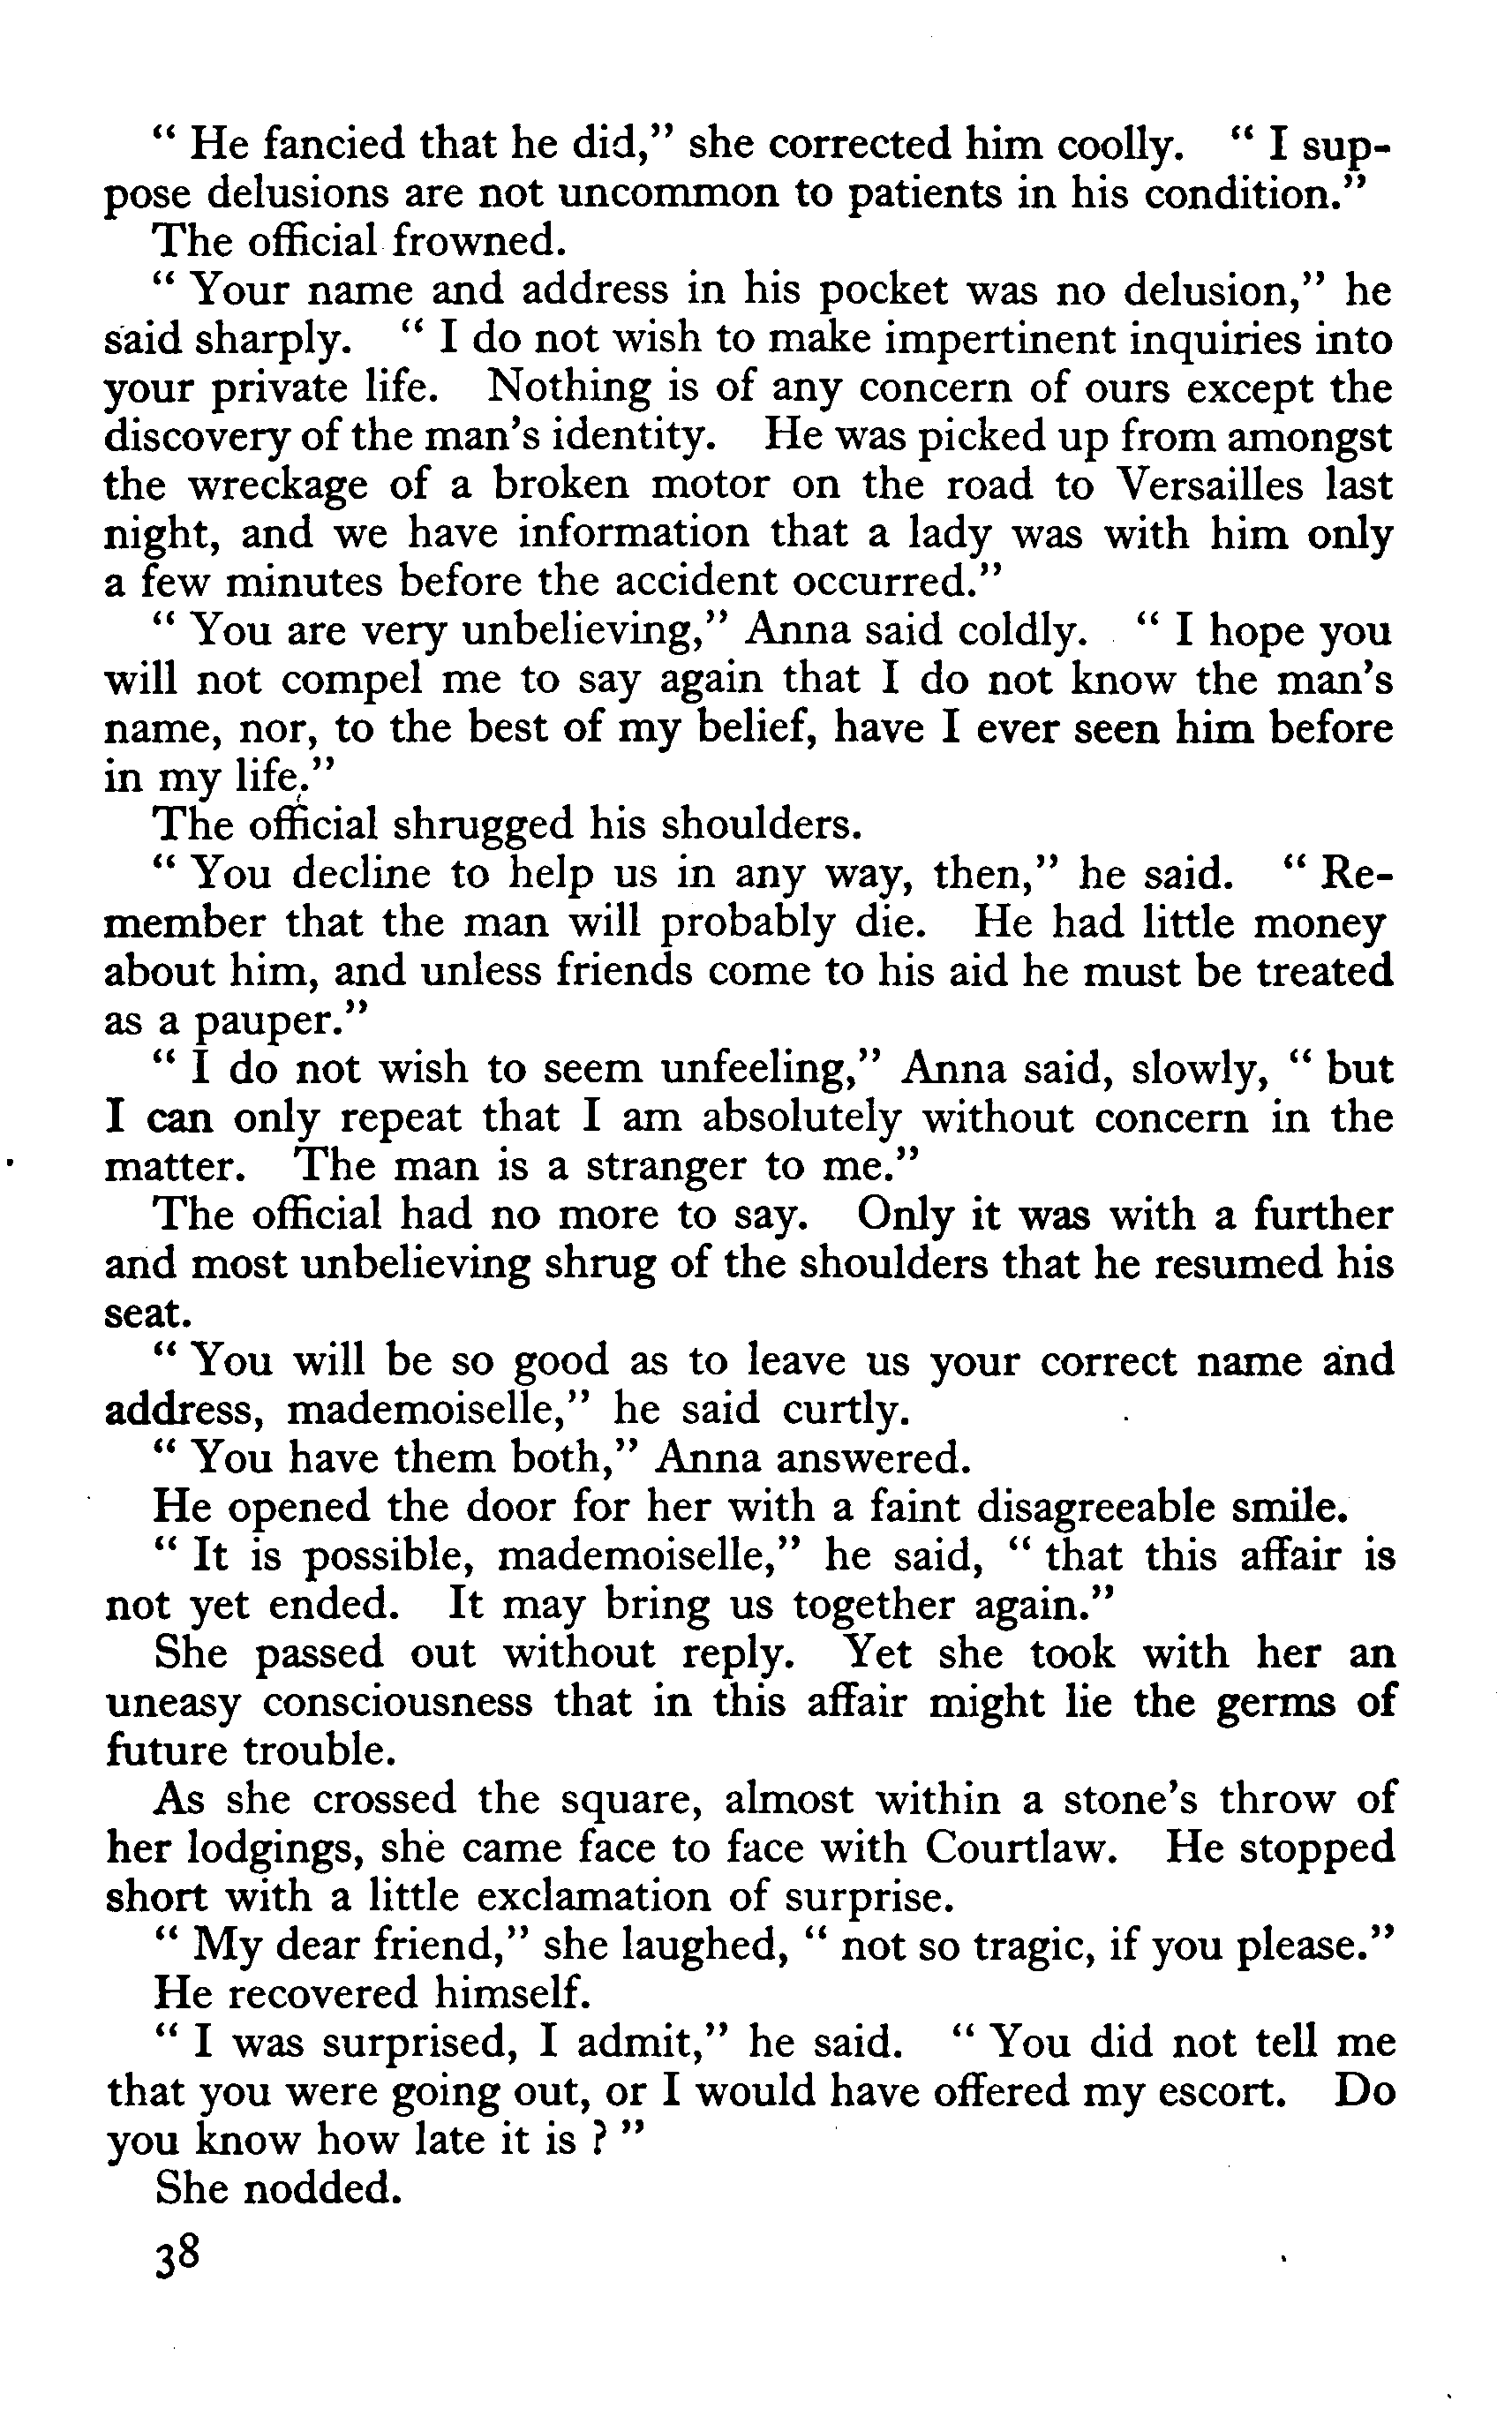 " He fancied that he did," she corrected him coolly. " I sup-
pose delusions are not uncommon to patients in his condition."
The official frowned.
" Your name and address in his pocket was no delusion," he
said sharply. " I do not wish to make impertinent inquiries into
your private life. Nothing is of any concern of ours except the
discovery of the man's identity. He was picked up from amongst
the wreckage of a broken motor on the road to Versailles last
night, and we have information that a lady was with him only
a few minutes before the accident occurred."
" You are very unbelieving," Anna said coldly. " I hope you
will not compel me to say again that I do not know the man's
name, nor, to the best of my belief, have I ever seen him before
in my life."
The official shrugged his shoulders.
" You decline to help us in any way, then," he said. " Re-
member that the man will probably die. He had little money
about him, and unless friends come to his aid he must be treated
as a pauper."
" I do not wish to seem unfeeling," Anna said, slowly, " but
I can only repeat that I am absolutely without concern in the
matter. The man is a stranger to me."
The official had no more to say. Only it was with a further
and most unbelieving shrug of the shoulders that he resumed his
seat.
" You will be so good as to leave us your correct name and
address, mademoiselle," he said curtly.
" You have them both," Anna answered.
He opened the door for her with a faint disagreeable smile.
" It is possible, mademoiselle," he said, " that this affair is
not yet ended. It may bring us together again."
She passed out without reply. Yet she took with her an
uneasy consciousness that in this affair might lie the germs of
future trouble.
As she crossed the square, almost within a stone's throw of
her lodgings, she came face to face with Courtlaw. He stopped
short with a little exclamation of surprise.
" My dear friend," she laughed, " not so tragic, if you please."
He recovered himself.
" I was surprised, I admit," he said. " You did not tell me
that you were going out, or I would have offered my escort. Do
you know how late it is ? "
She nodded.
38